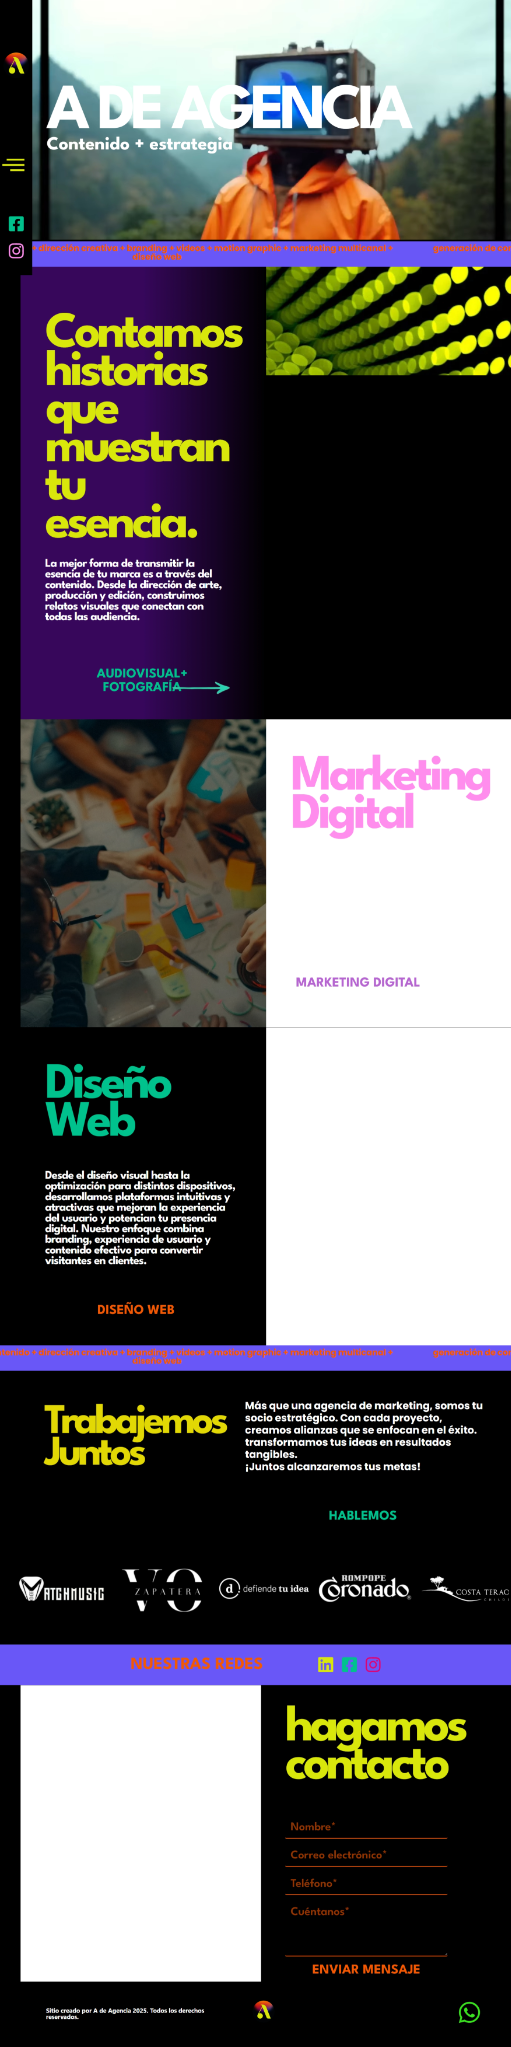 A DE AGENCIA
Contenido + estrategia
+ dirección creativa + branding + videos + motion graphic + marketing multicanal +
diseño web
Contamos
historias
que
muestran
tu
esencia.
La mejor forma de transmitir la
esencia de tu marca es a través del
contenido. Desde la dirección de arte,
producción y edición, construimos
relatos visuales que conectan con
todas las audiencia.
AUDIOVISUAL+
FOTOGRAFÍA
Marketing
Digital
MARKETING DIGITAL
Diseño
Web
Desde el diseño visual hasta la
optimización para distintos dispositivos,
desarrollamos plataformas intuitivas y
atractivas que mejoran la experiencia
del usuario y potencian tu presencia
digital. Nuestro enfoque combina
branding, experiencia de usuario y
contenido efectivo para convertir
visitantes en clientes.
DISEÑO WEB
+ dirección creativa + branding + videos + motion graphic + marketing multicanal +
diseño web
Trabajemos
Juntos
Más que una agencia de marketing, somos tu
socio estratégico. Con cada proyecto,
creamos alianzas que se enfocan en el éxito.
transformamos tus ideas en resultados
tangibles.
¡Juntos alcanzaremos tus metas!
HABLEMOS
VO
ZAPATERA
d defiende tu idea
ROMPOPE
Coronado
COSTA TERAC
NUESTRAS REDES
hagamos
contacto
Nombre*
Correo electrónico*
Teléfono*
Cuéntanos*
ENVIAR MENSAJE
Sitio creado por A de Agencia 2025. Todos los derechos
reservados.